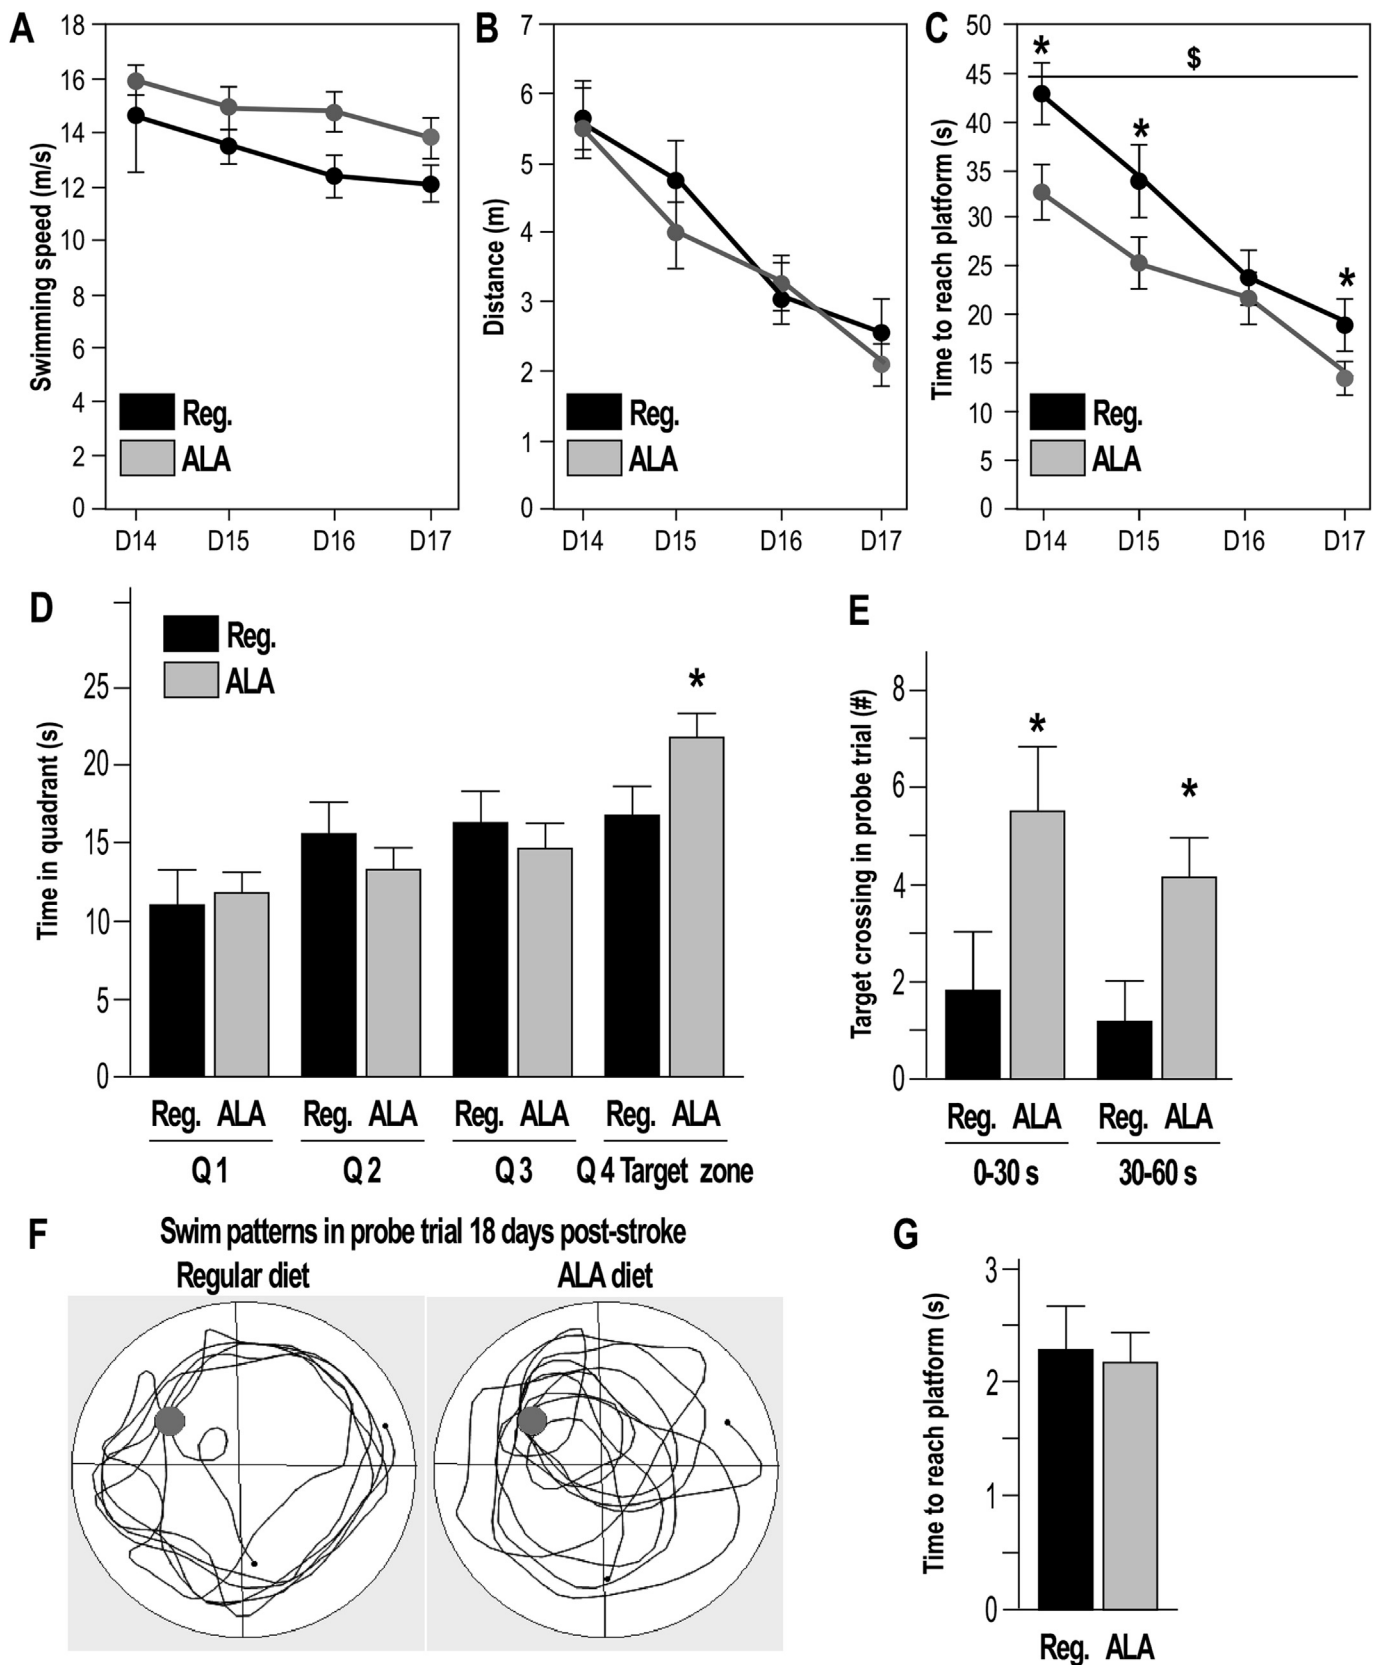 A
18
16
14
12
10
8
6
4
2
0
Swimming speed (m/s)
Reg.
ALA
D14 D15 D16 D17
B
7
6
5
4
3
2
1
0
Distance (m)
Reg.
ALA
D14 D15 D16 D17
C
50
45
40
35
30
25
20
15
10
5
0
Time to reach platform (s)
* $
*
*
Reg.
ALA
D14 D15 D16 D17
D
Reg.
ALA
25
20
15
10
5
0
Time in quadrant (s)
*
Reg. ALA Reg. ALA Reg. ALA Reg. ALA
Q 1 Q 2 Q 3 Q 4 Target zone
E
8
6
4
2
0
Target crossing in probe trial (#)
*
*
Reg. ALA Reg. ALA
0-30 s 30-60 s
F
Swim patterns in probe trial 18 days post-stroke
Regular diet ALA diet
G
3
2
1
0
Time to reach platform (s)
Reg. ALA